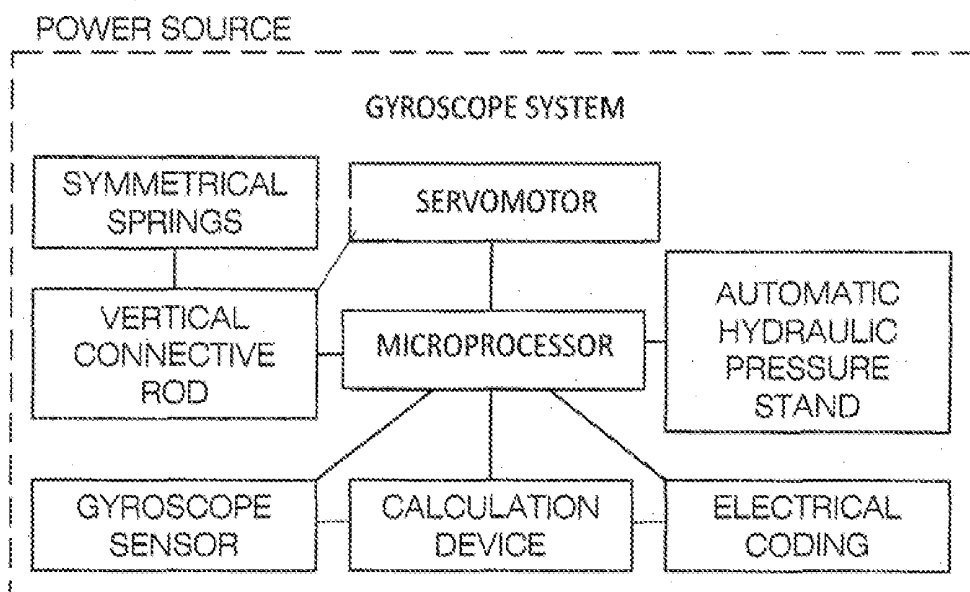 POWER SOURCE
GYROSCOPE SYSTEM
SYMMETRICAL
SPRINGS
SERVOMOTOR
VERTICAL
CONNECTIVE
ROD
MICROPROCESSOR
AUTOMATIC
HYDRAULIC
PRESSURE
STAND
GYROSCOPE
SENSOR
CALCULATION
DEVICE
ELECTRICAL
CODING